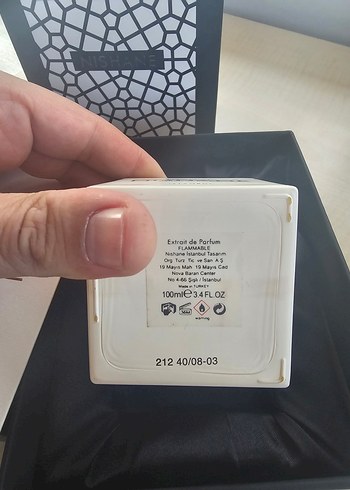 NISHANE
Extrait de Parfum
FLAMMABLE
Nishane İstanbul Tasarım
Org. Turz. Tic ve San A.Ş
19 Mayıs Mah. 19 Mayıs Cad
Nova Baran Center
No 4-66 Şişli / İstanbul
Made in TURKEY
100ml℮3.4 FL.OZ
warning
212 40/08-03